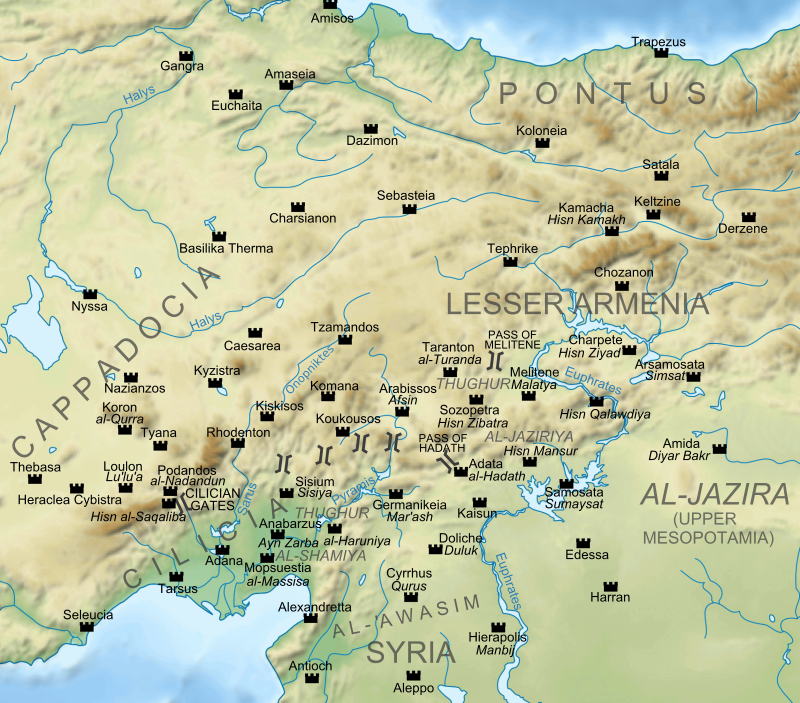 Amisos
Trapezus
Gangra
Amaseia
Halys
Euchaita
PONTUS
Dazimon
Koloneia
Satala
Sebasteia
Charsianon
Kamacha
Hisn Kamakh
Keltzine
Derzene
Basilika Therma
Tephrike
Chozanon
Nyssa
LESSER ARMENIA
CAPPADOCIA
Halys
Tzamandos
Caesarea
PASS OF
MELITENE
Charpete
Hisn Ziyad
Taranton
al-Turanda
Onopniktes
Arsamosata
Simsat
Kyzistra
Nazianzos
Komana
Arabissos
Afsin
THUGHUR
Melitene
Malatya
Euphrates
Koron
al-Qurra
Kiskisos
Koukousos
Sozopetra
Hisn Zibatra
Hisn Qalawdiya
Tyana
Rhodenton
PASS OF
HADATH
AL-JAZIRIYA
Hisn Mansur
Amida
Diyar Bakr
Thebasa
Loulon
Lu'lu'a
Podandos
al-Nadandun
Adata
al-Hadath
Heraclea Cybistra
CILICIAN
GATES
Sarus
Sisium
Sisiya
Pyramis
Germanikeia
Mar'ash
Kaisun
Samosata
Sumaysat
AL-JAZIRA
(UPPER
MESOPOTAMIA)
Hisn al-Saqaliba
THUGHUR
CILICIA
Anabarzus
Ayn Zarba
al-Haruniya
AL-SHAMIYA
Doliche
Duluk
Edessa
Adana
Mopsuestia
al-Massisa
Euphrates
Tarsus
Cyrrhus
Qurus
Harran
Alexandretta
AL-'AWASIM
Seleucia
Hierapolis
Manbij
SYRIA
Antioch
Aleppo